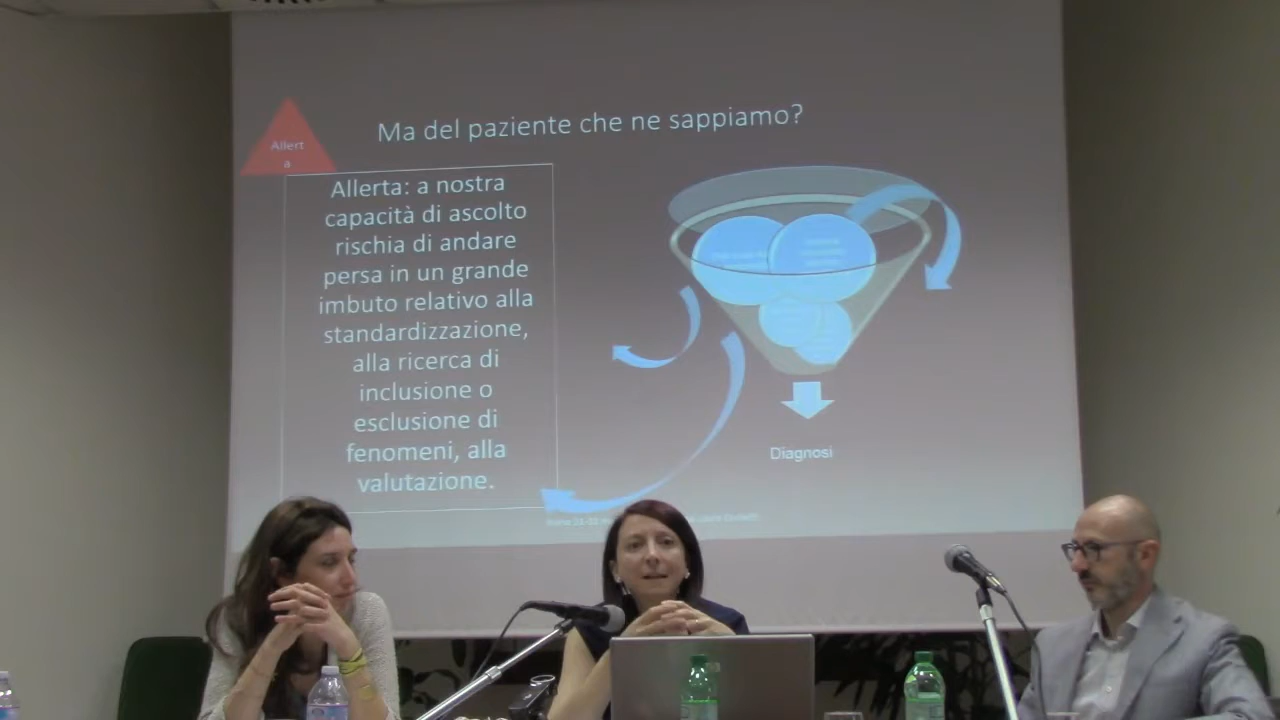 Ma del paziente che ne sappiamo?
Allert
a
Allerta: a nostra
capacità di ascolto
rischia di andare
persa in un grande
imbuto relativo alla
standardizzazione,
alla ricerca di
inclusione o
esclusione di
fenomeni, alla
valutazione.
Diagnosi